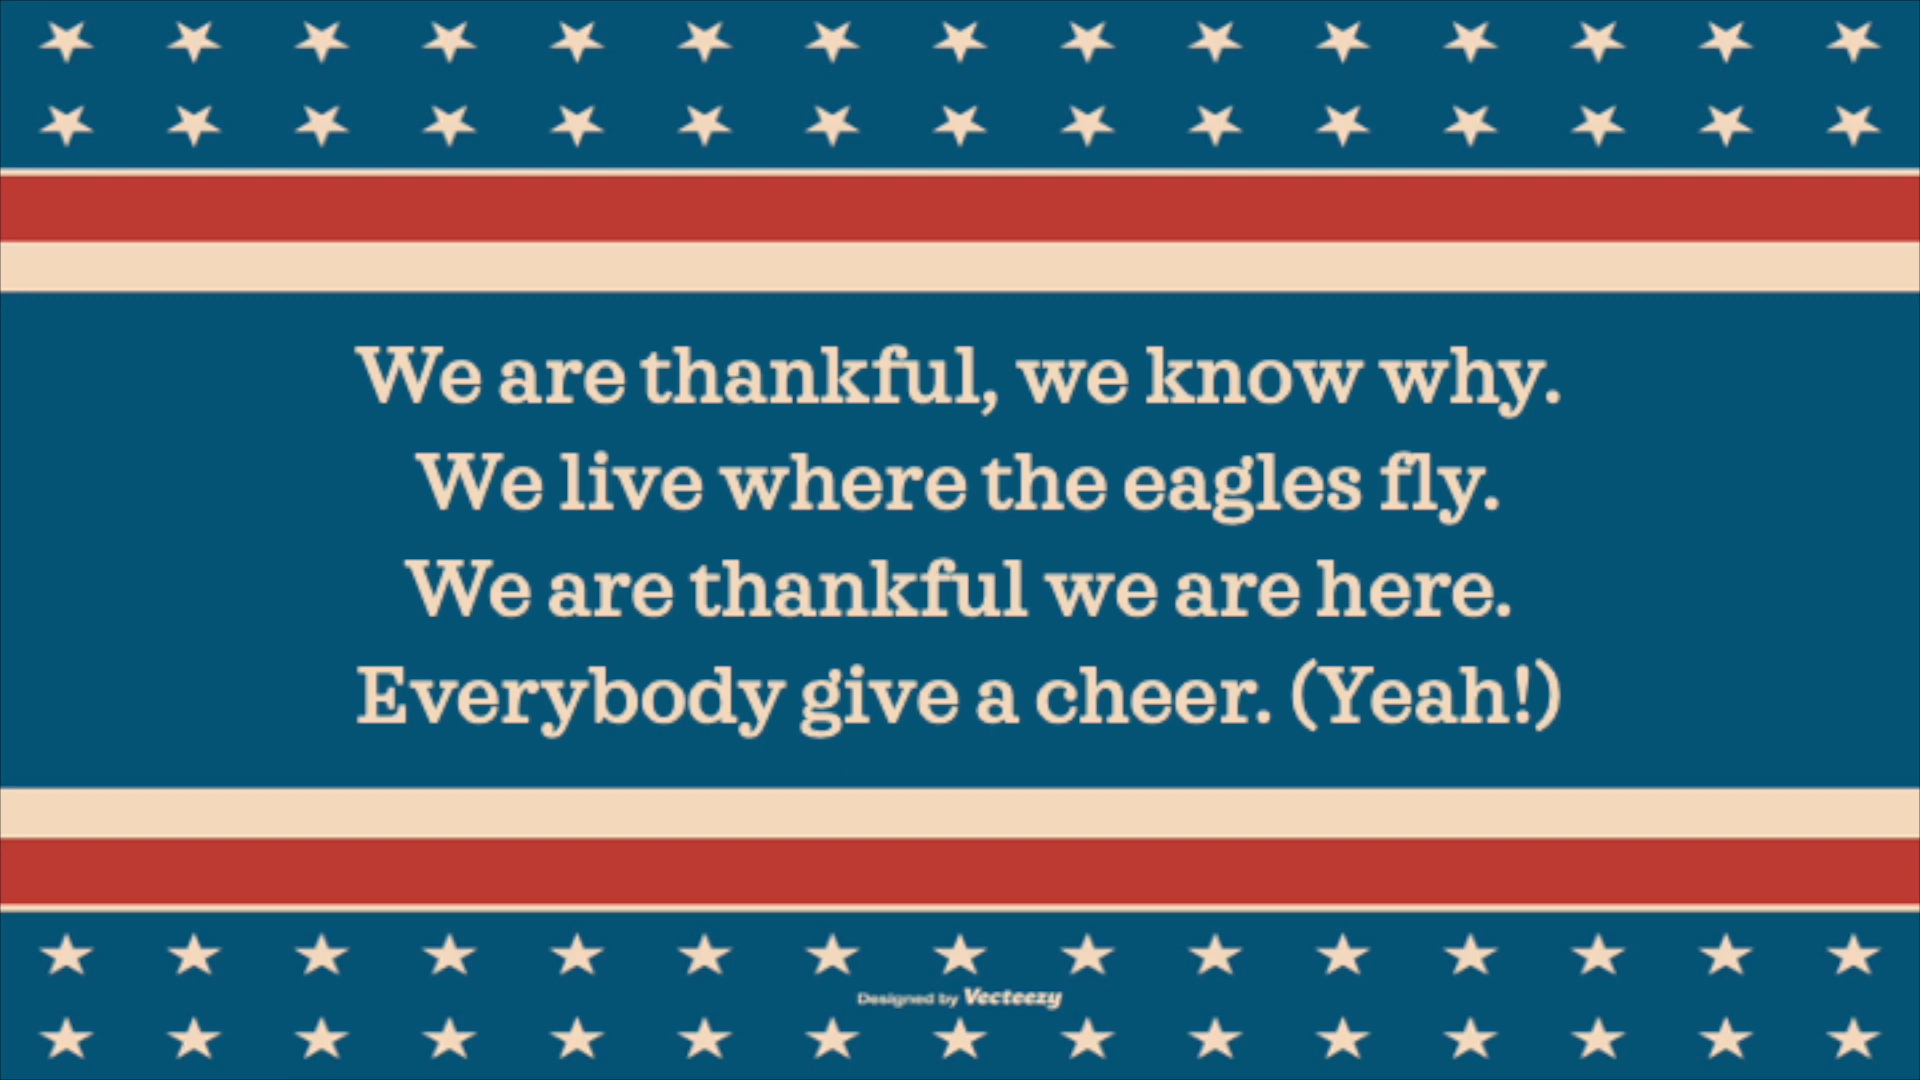 We are thankful, we know why.
We live where the eagles fly.
We are thankful we are here.
Everybody give a cheer. (Yeah!)
Designed by Vecteezy